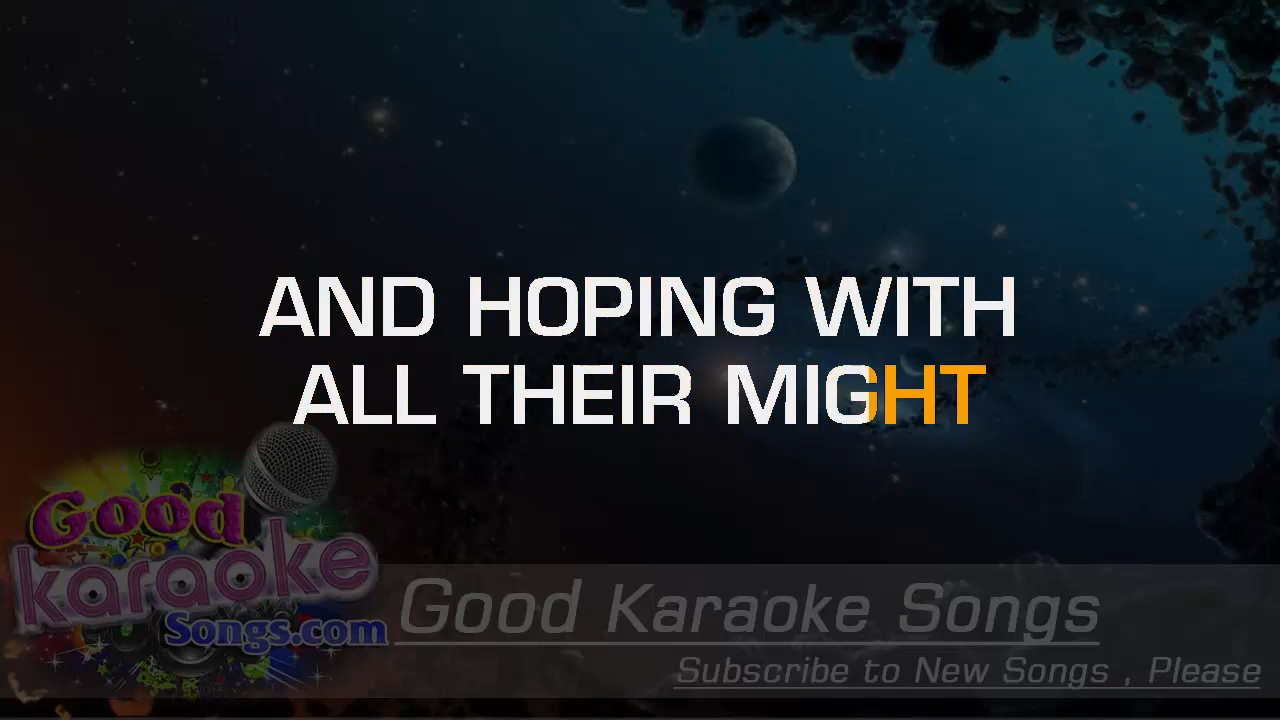 AND HOPING WITH
ALL THEIR MIGHT
Good
karaoke
Songs.com
Good Karaoke Songs
Subscribe to New Songs , Please